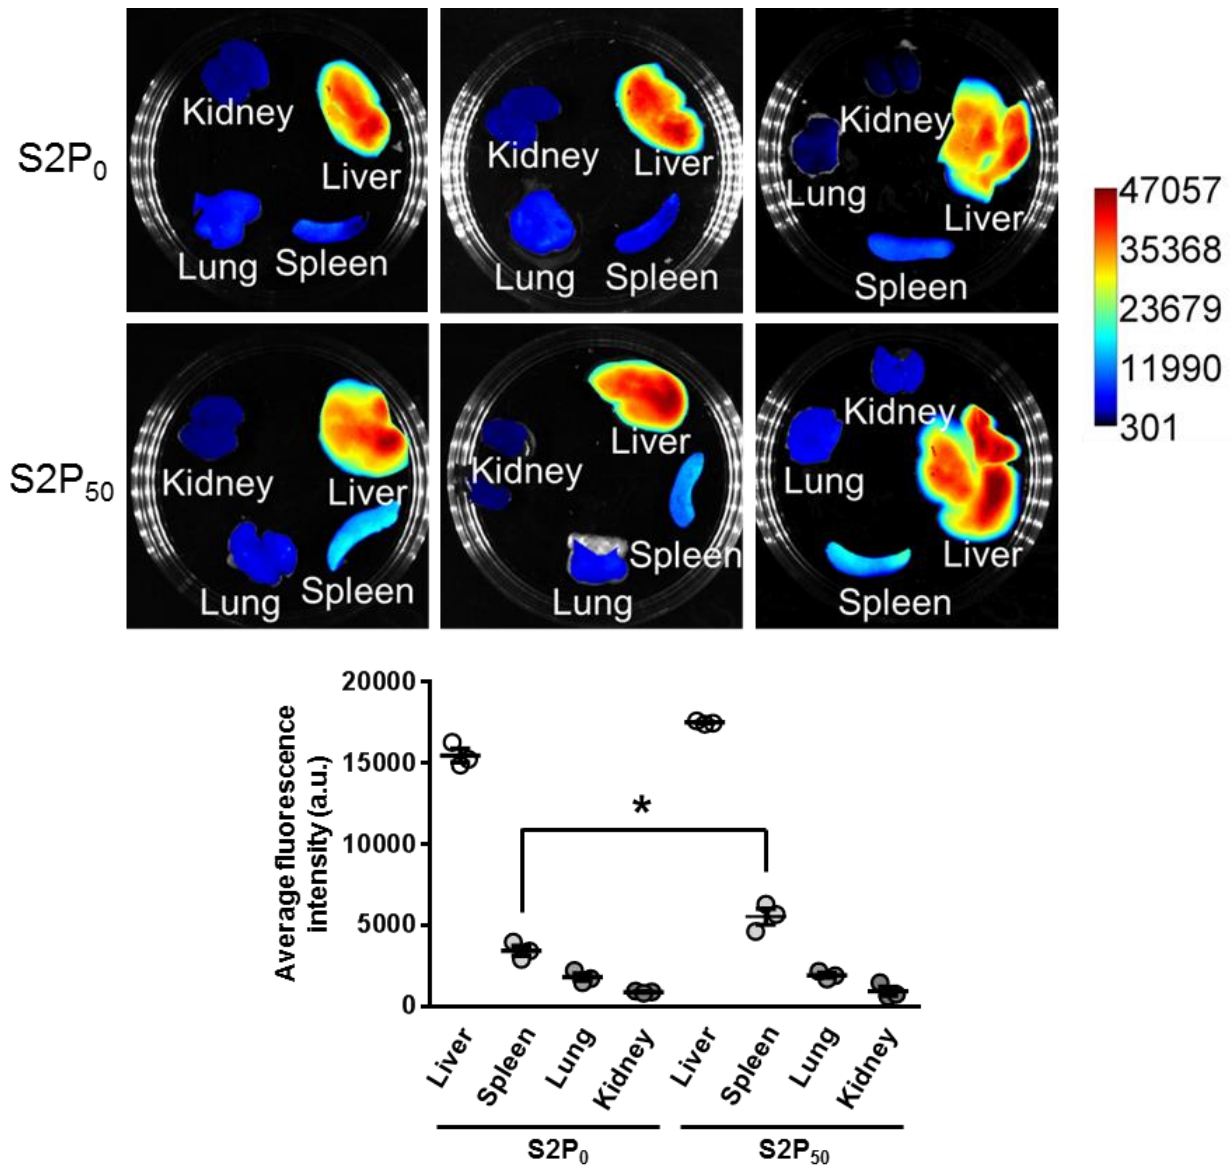 S2P0
Kidney
Liver
Lung Spleen
Kidney
Liver
Lung Spleen
Kidney
Lung
Liver
Spleen
47057
35368
23679
11990
301
S2P50
Kidney
Liver
Lung Spleen
Liver
Kidney
Spleen
Lung
Kidney
Lung
Liver
Spleen
Average fluorescence
intensity (a.u.)
20000
15000
10000
5000
0
*
Liver
Spleen
Lung
Kidney
Liver
Spleen
Lung
Kidney
S2P0
S2P50